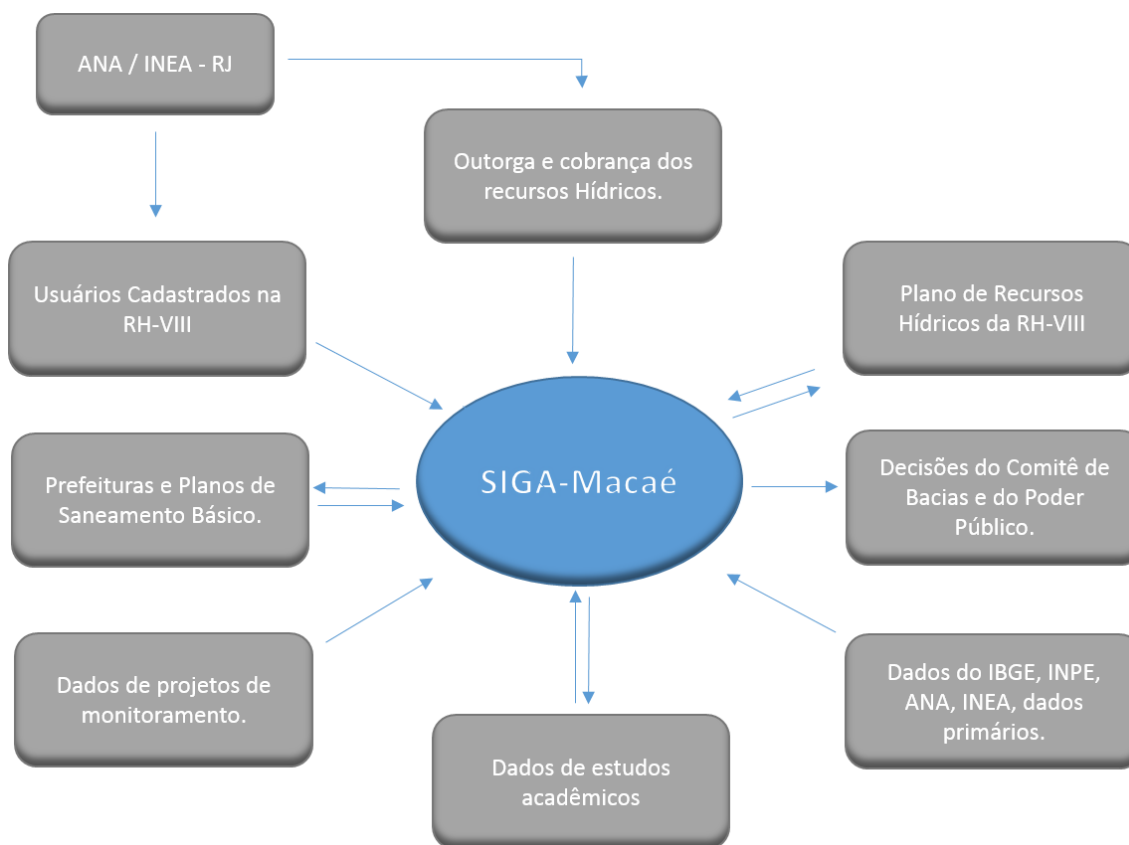 ANA / INEA - RJ
Outorga e cobrança dos
recursos Hídricos.
Usuários Cadastrados na
RH-VIII
Plano de Recursos
Hídricos da RH-VIII
SIGA-Macaé
Prefeituras e Planos de
Saneamento Básico.
Decisões do Comitê de
Bacias e do Poder
Público.
Dados de projetos de
monitoramento.
Dados do IBGE, INPE,
ANA, INEA, dados
primários.
Dados de estudos
acadêmicos